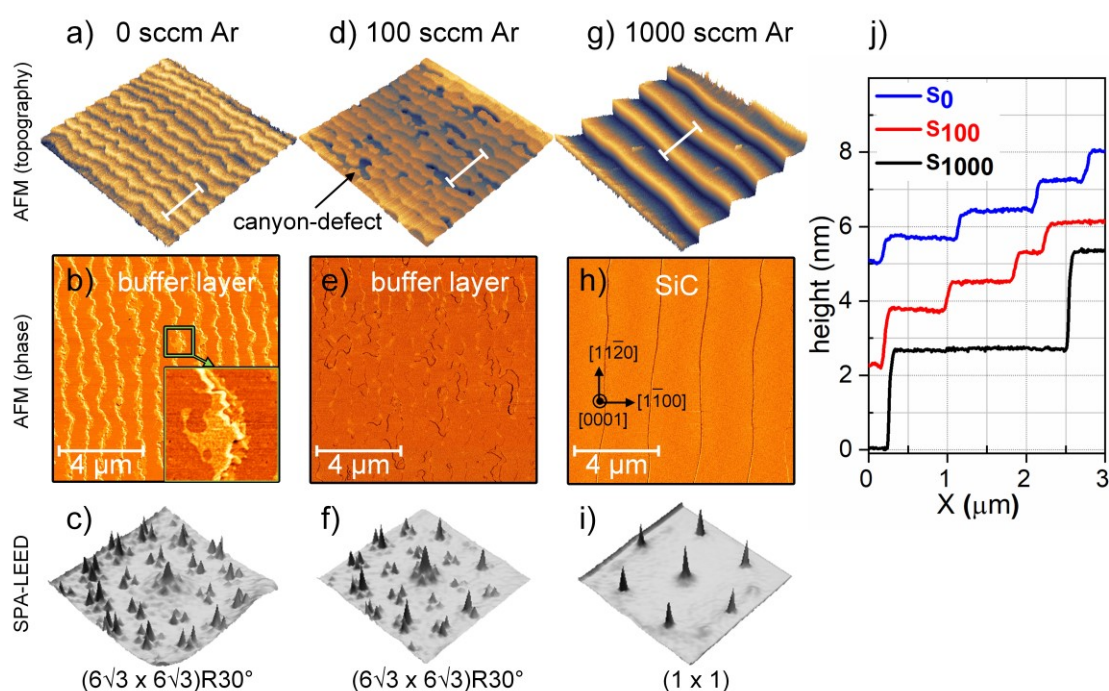 a) 0 sccm Ar
d) 100 sccm Ar
g) 1000 sccm Ar
j)
AFM (topography)
canyon-defect
AFM (phase)
b) buffer layer
4 μm
e) buffer layer
4 μm
h) SiC
[112̄0]
[11̄00]
[0001]
4 μm
SPA-LEED
c)
f)
i)
(6√3 x 6√3)R30°
(6√3 x 6√3)R30°
(1 x 1)
S0
S100
S1000
height (nm)
8
6
4
2
0
0 1 2 3
X (μm)